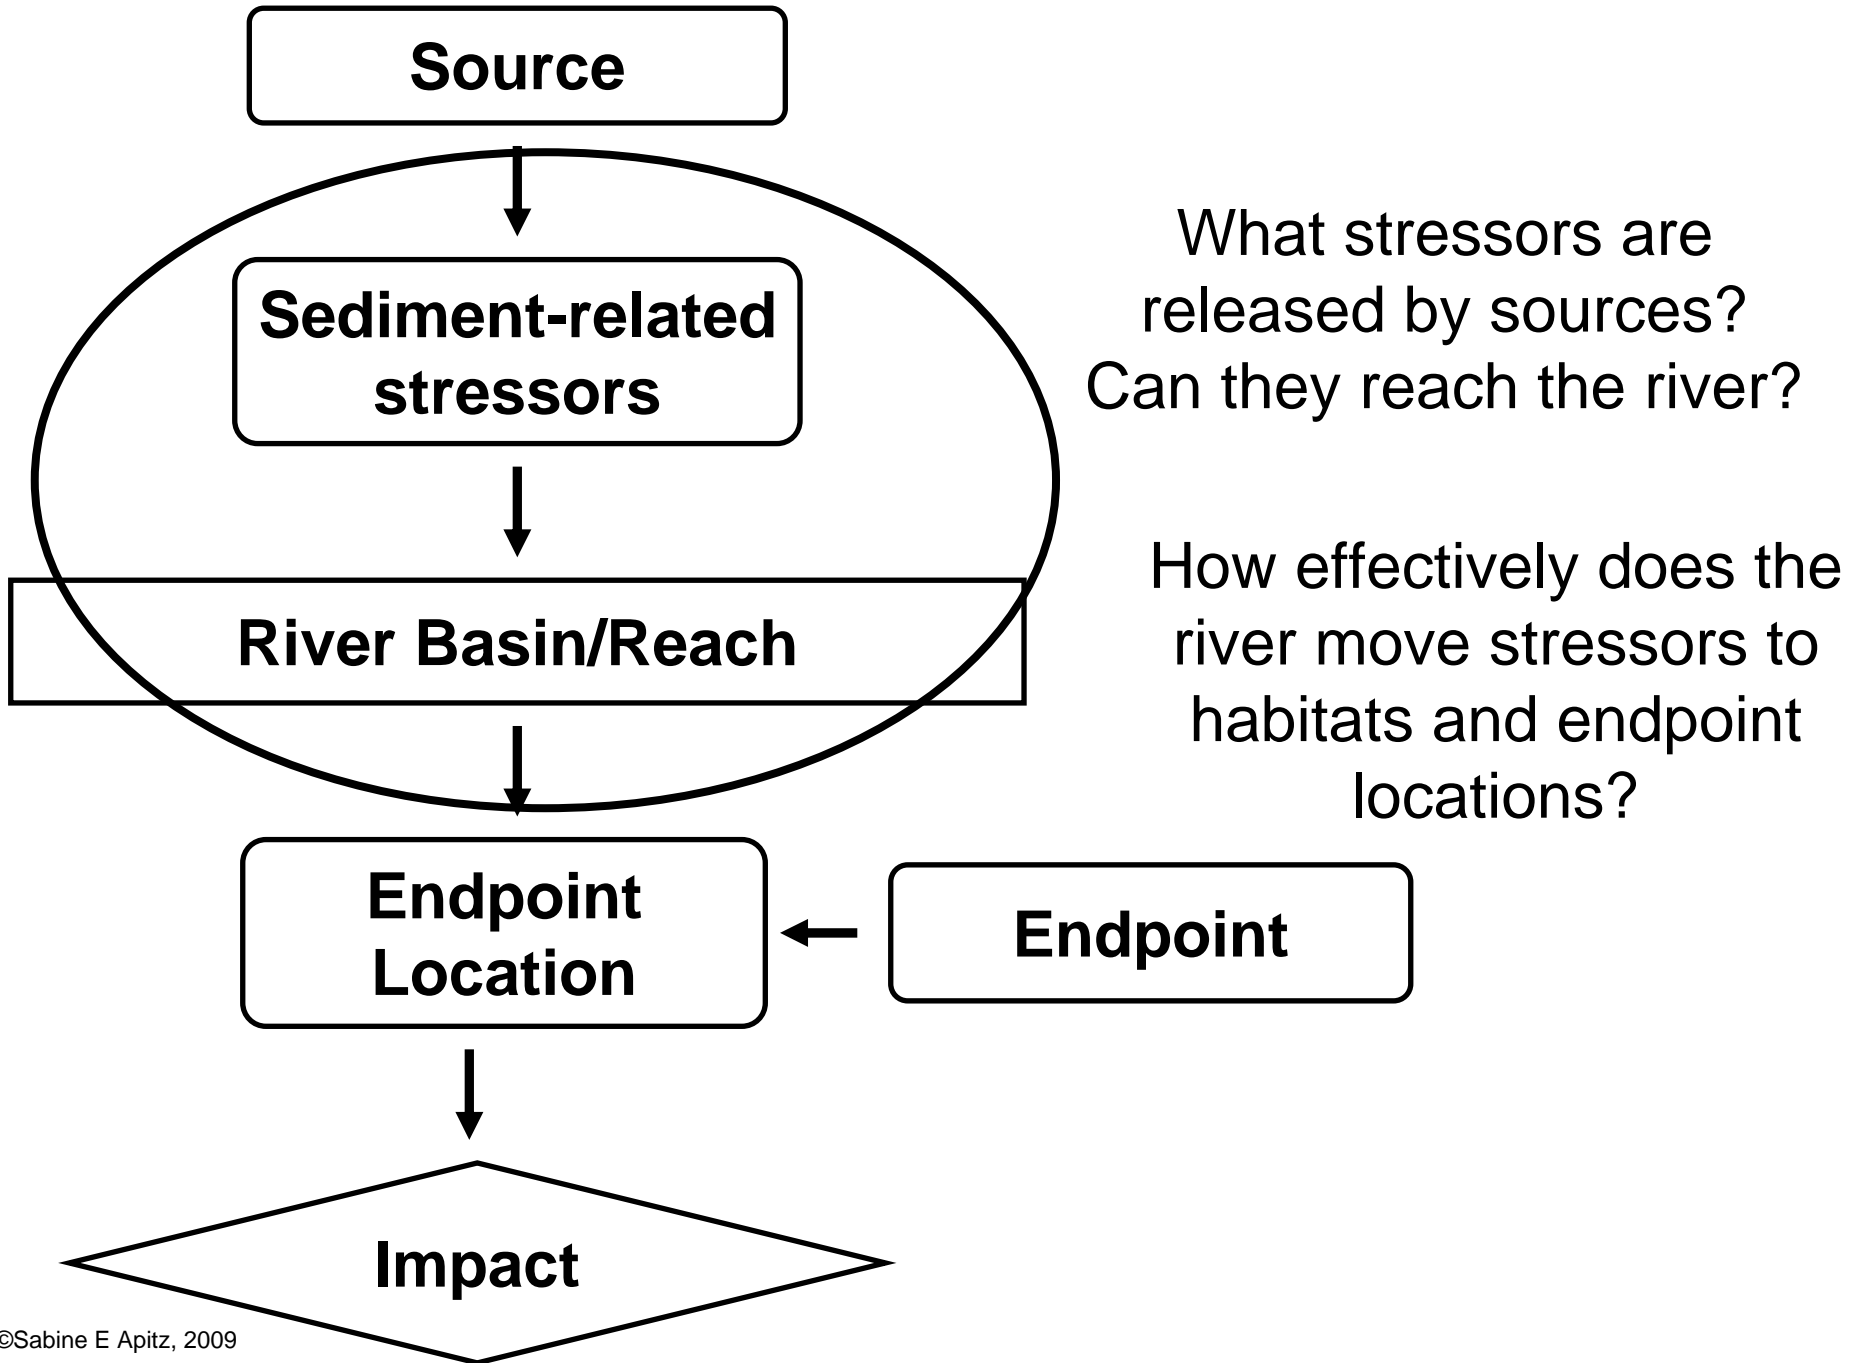 Source
Sediment-related
stressors
What stressors are
released by sources?
Can they reach the river?
River Basin/Reach
How effectively does the
river move stressors to
habitats and endpoint
locations?
Endpoint
Location
Endpoint
Impact
©Sabine E Apitz, 2009